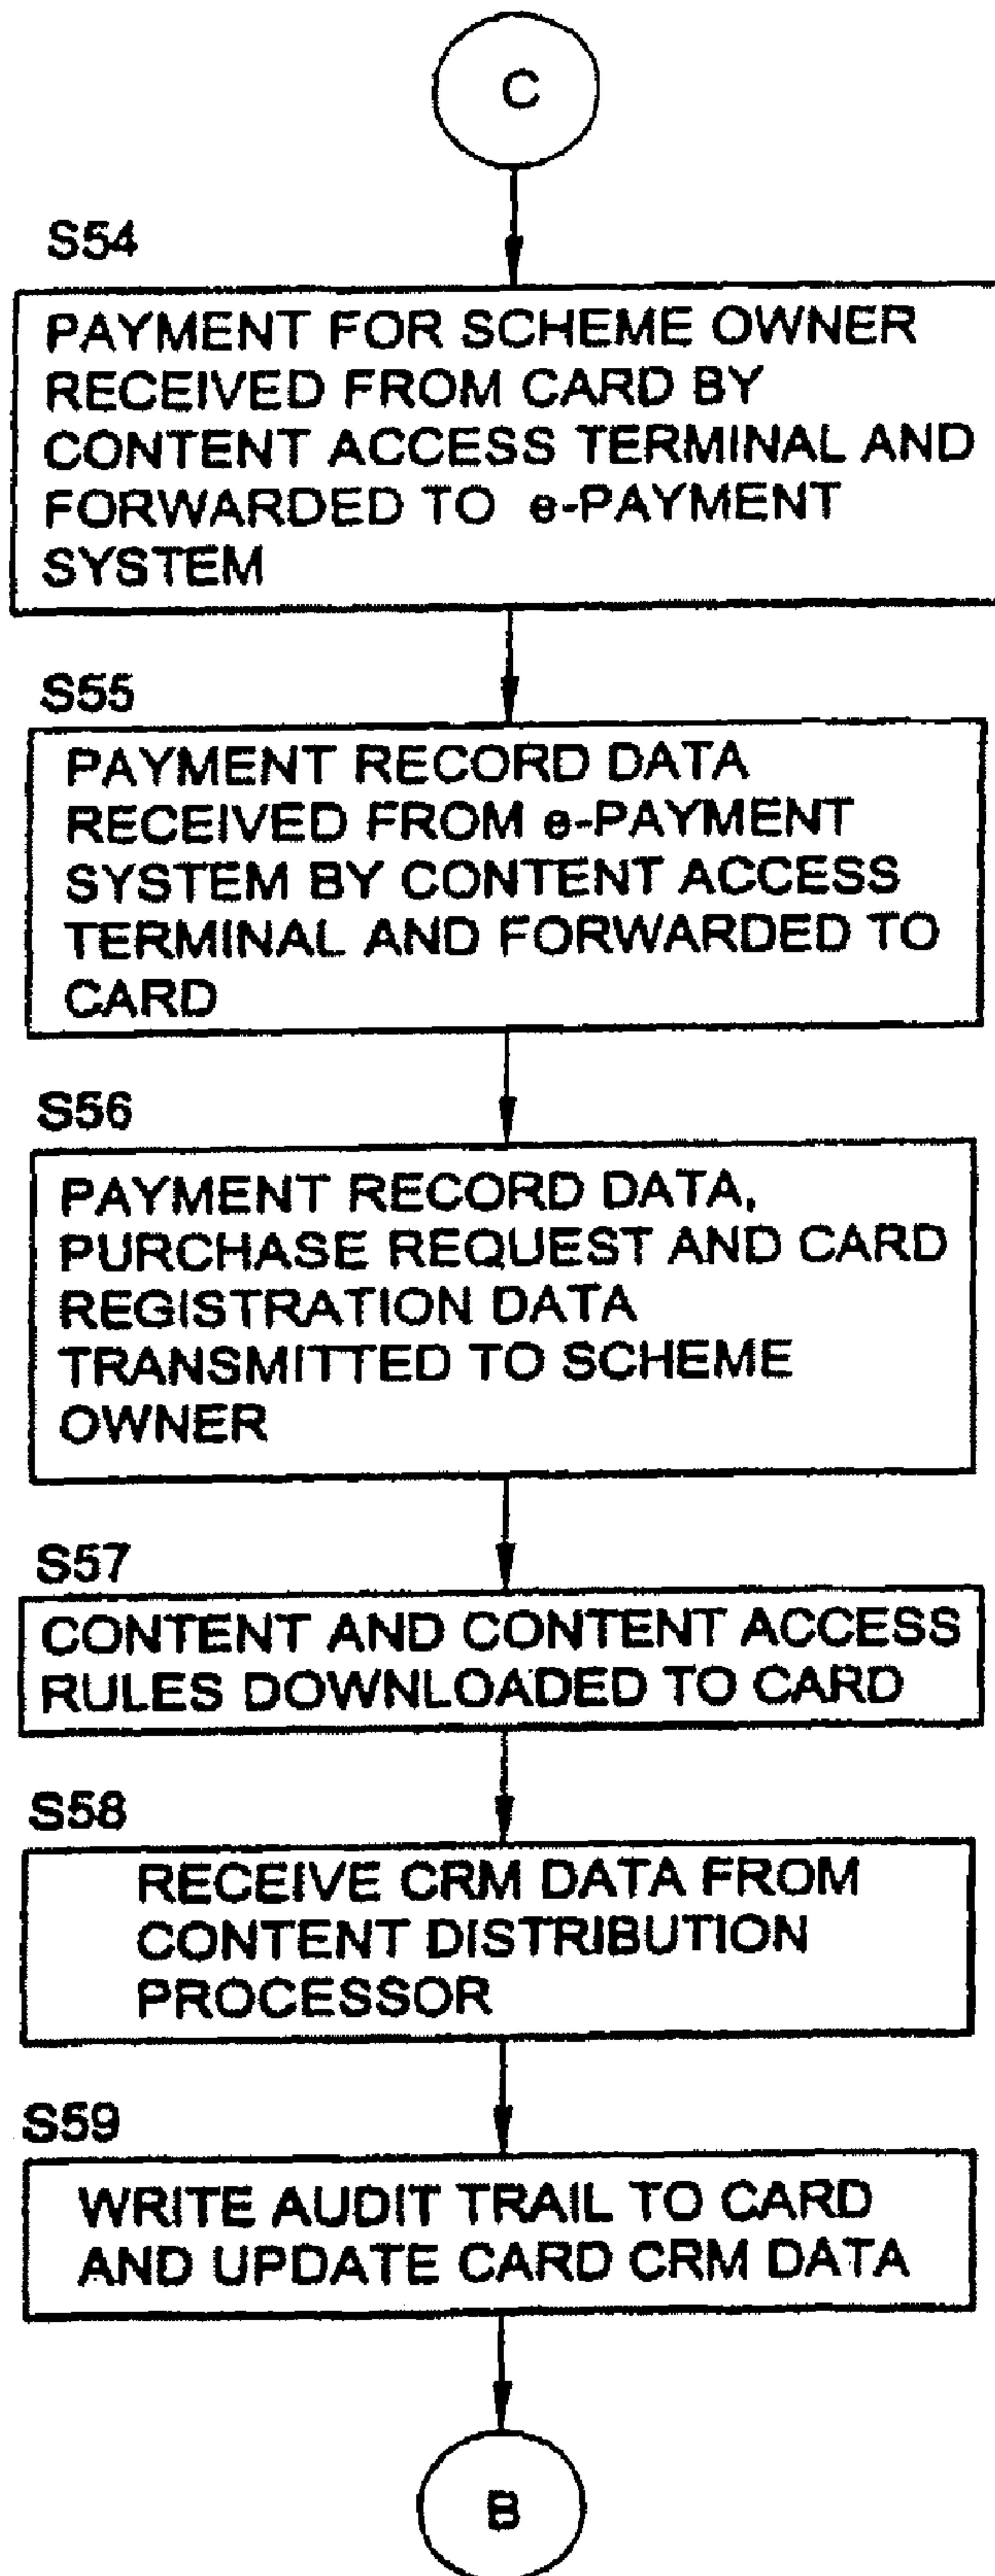 C
S54
PAYMENT FOR SCHEME OWNER
RECEIVED FROM CARD BY
CONTENT ACCESS TERMINAL AND
FORWARDED TO e-PAYMENT
SYSTEM
S55
PAYMENT RECORD DATA
RECEIVED FROM e-PAYMENT
SYSTEM BY CONTENT ACCESS
TERMINAL AND FORWARDED TO
CARD
S56
PAYMENT RECORD DATA,
PURCHASE REQUEST AND CARD
REGISTRATION DATA
TRANSMITTED TO SCHEME
OWNER
S57
CONTENT AND CONTENT ACCESS
RULES DOWNLOADED TO CARD
S58
RECEIVE CRM DATA FROM
CONTENT DISTRIBUTION
PROCESSOR
S59
WRITE AUDIT TRAIL TO CARD
AND UPDATE CARD CRM DATA
B